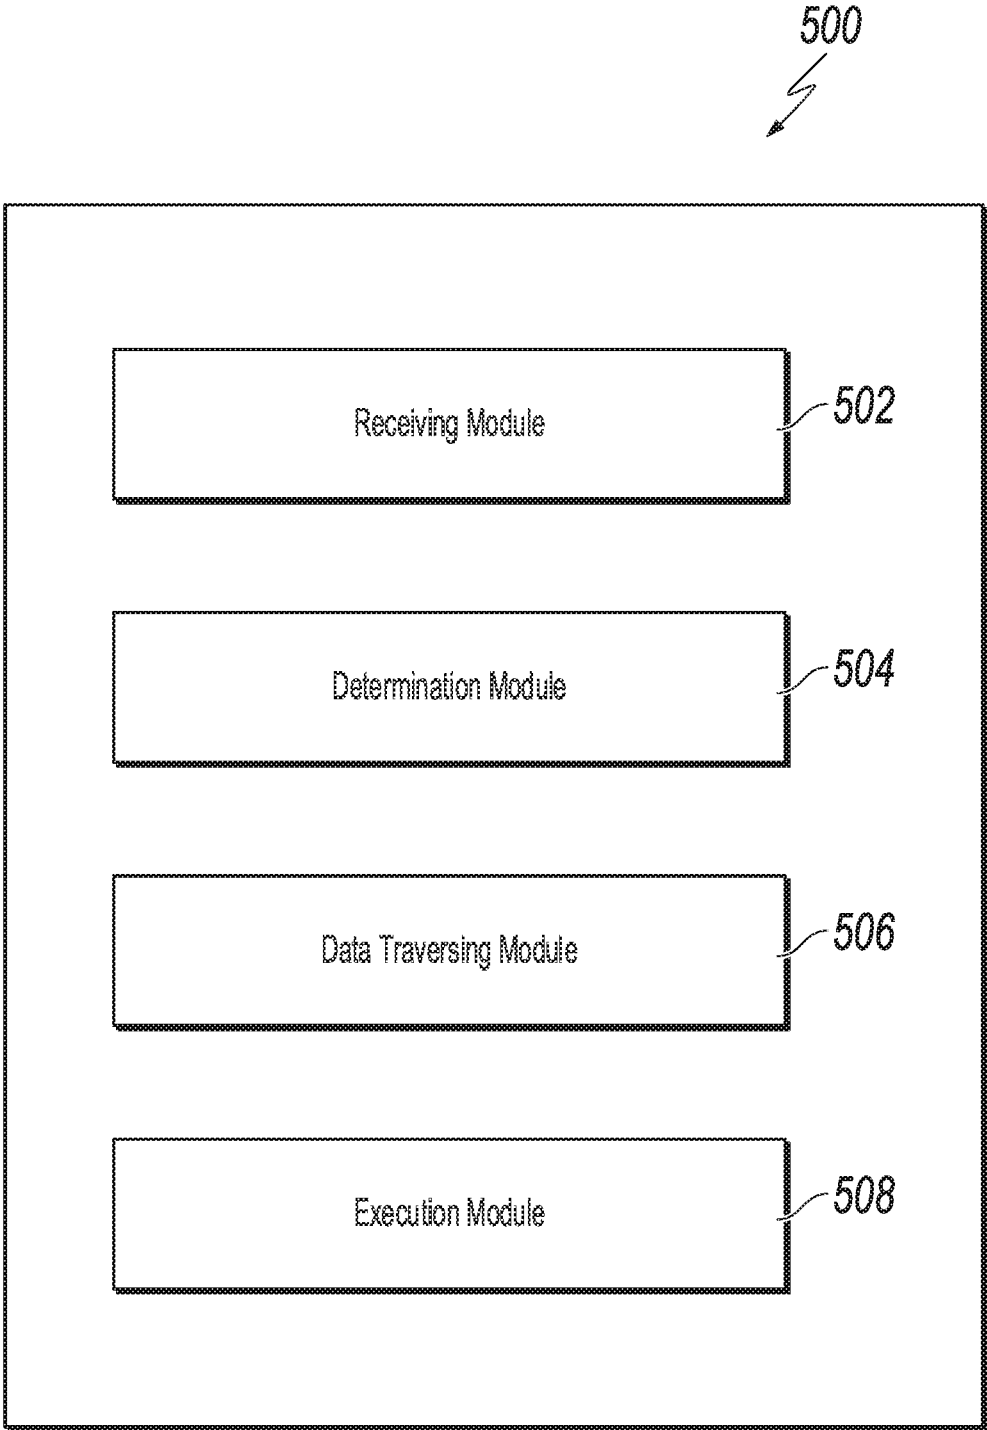 500
Receiving Module
502
Determination Module
504
Data Traversing Module
506
Execution Module
508